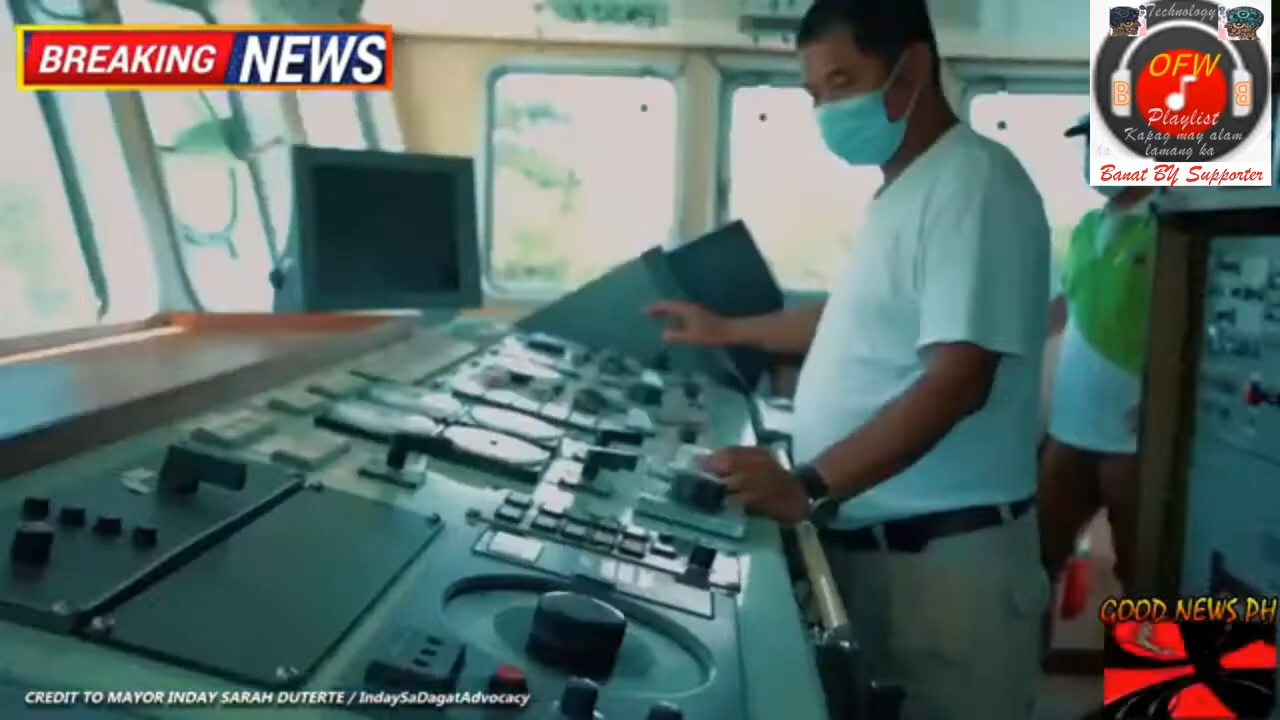 BREAKING NEWS
Technology
OFW
B B
Playlist
Kapag may alam
ka lamang ka
Banat BY Supporter
GOOD NEWS PH
CREDIT TO MAYOR INDAY SARAH DUTERTE / IndaySaDagatAdvocacy